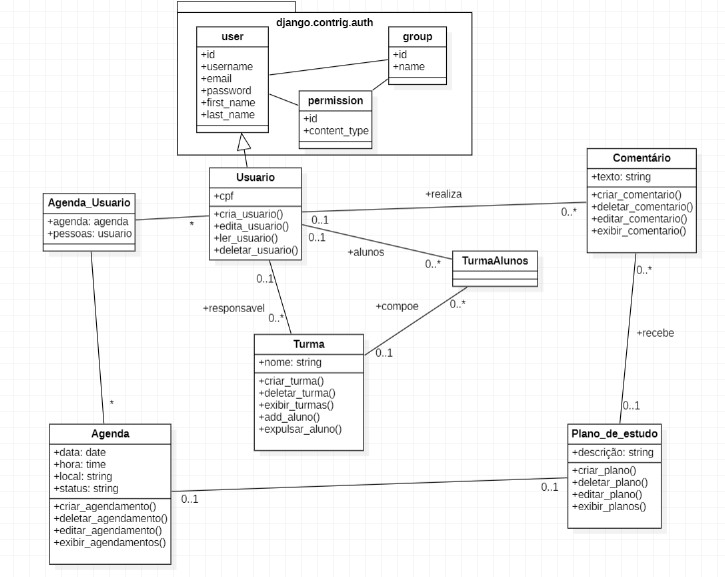 django.contrig.auth
user
+id
+username
+email
+password
+first_name
+last_name
group
+id
+name
permission
+id
+content_type
Usuario
+cpf
+cria_usuario()
+edita_usuario()
+ler_usuario()
+deletar_usuario()
Agenda_Usuario
+agenda: agenda
+pessoas: usuario
*
Comentário
+texto: string
+criar_comentario()
+deletar_comentario()
+editar_comentario()
+exibir_comentario()
+realiza
0..1
0..*
0..1
+alunos
0..*
TurmaAlunos
0..1
+responsavel
0..*
+compoe
0..*
0..1
Turma
+nome: string
+criar_turma()
+deletar_turma()
+exibir_turmas()
+add_aluno()
+expulsar_aluno()
0..*
+recebe
0..1
*
Agenda
+data: date
+hora: time
+local: string
+status: string
+criar_agendamento()
+deletar_agendamento()
+editar_agendamento()
+exibir_agendamentos()
0..1
0..1
Plano_de_estudo
+descrição: string
+criar_plano()
+deletar_plano()
+editar_plano()
+exibir_planos()